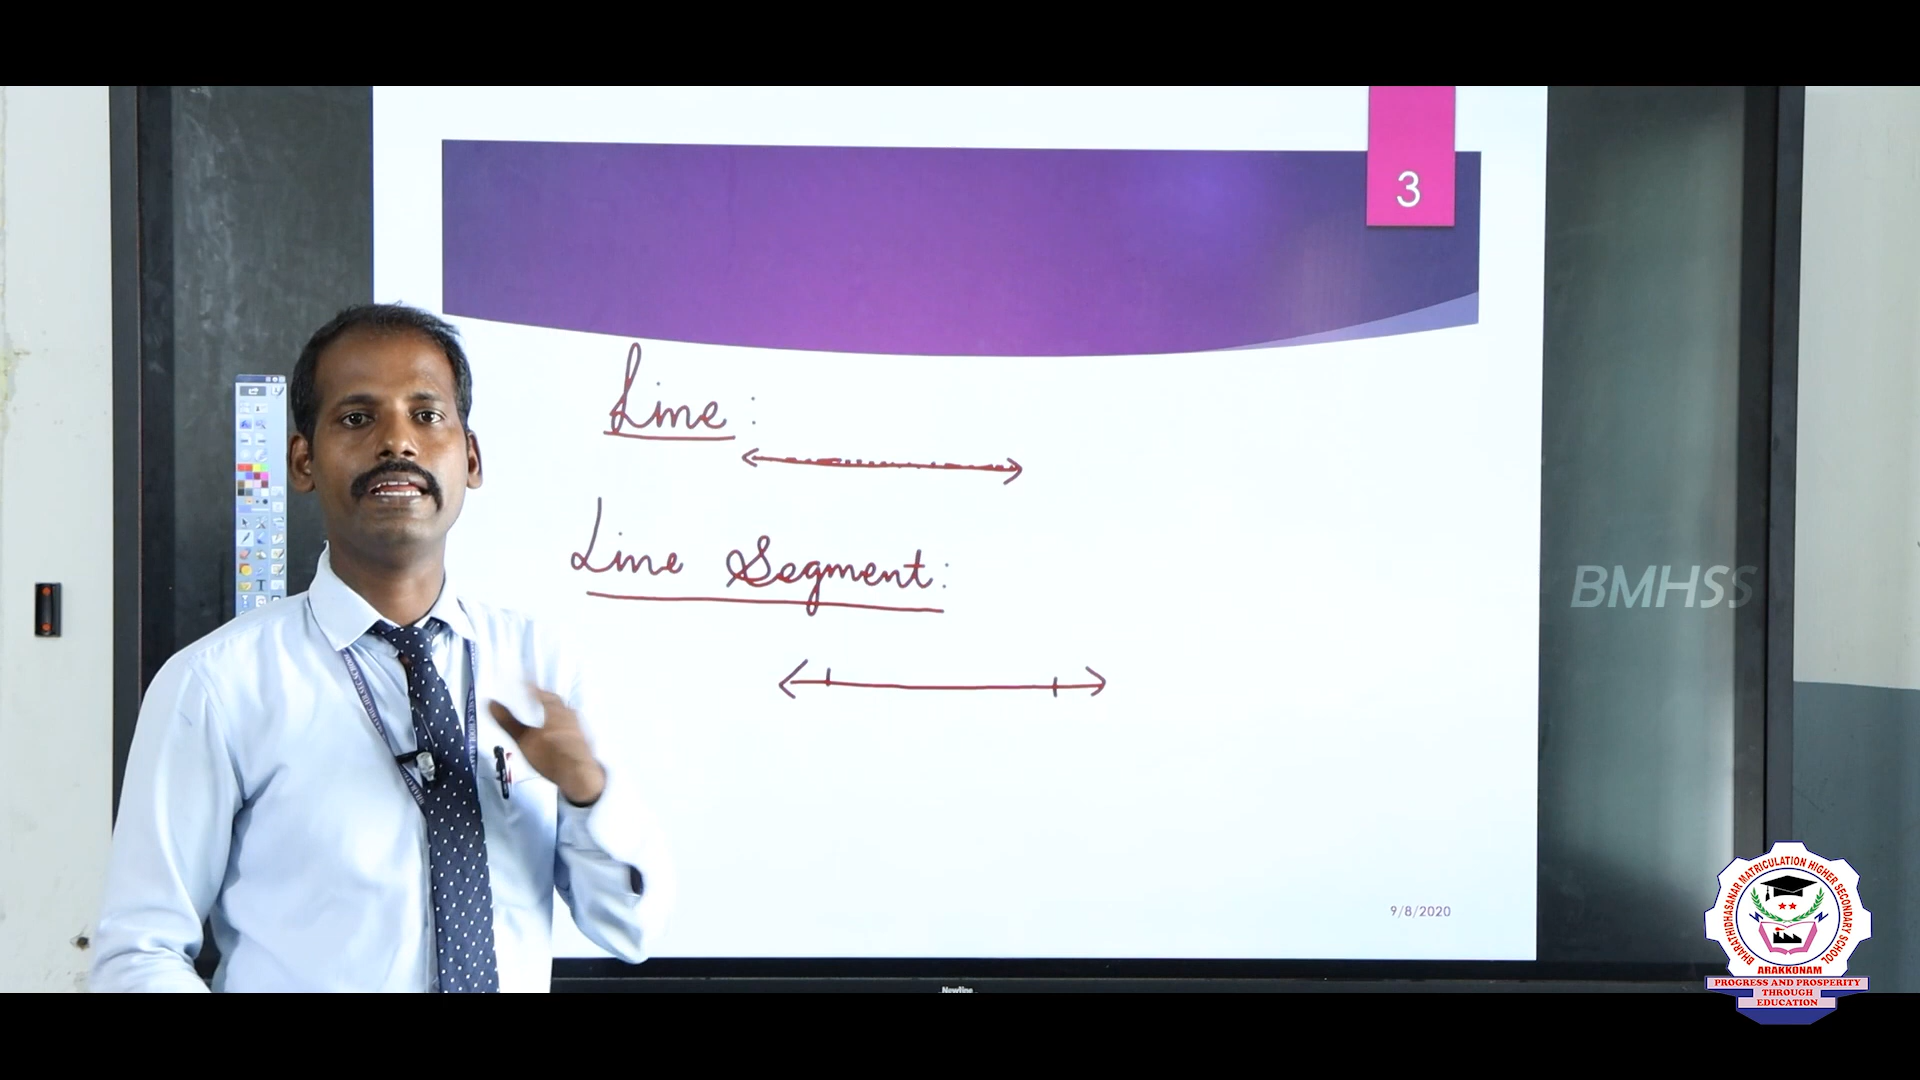 3
Line :
Line Segment:
BMHSS
9/8/2020
BHARATHIDHASANAR MATRICULATION HIGHER SECONDARY SCHOOL
ARAKKONAM
PROGRESS AND PROSPERITY
THROUGH
EDUCATION
Newline